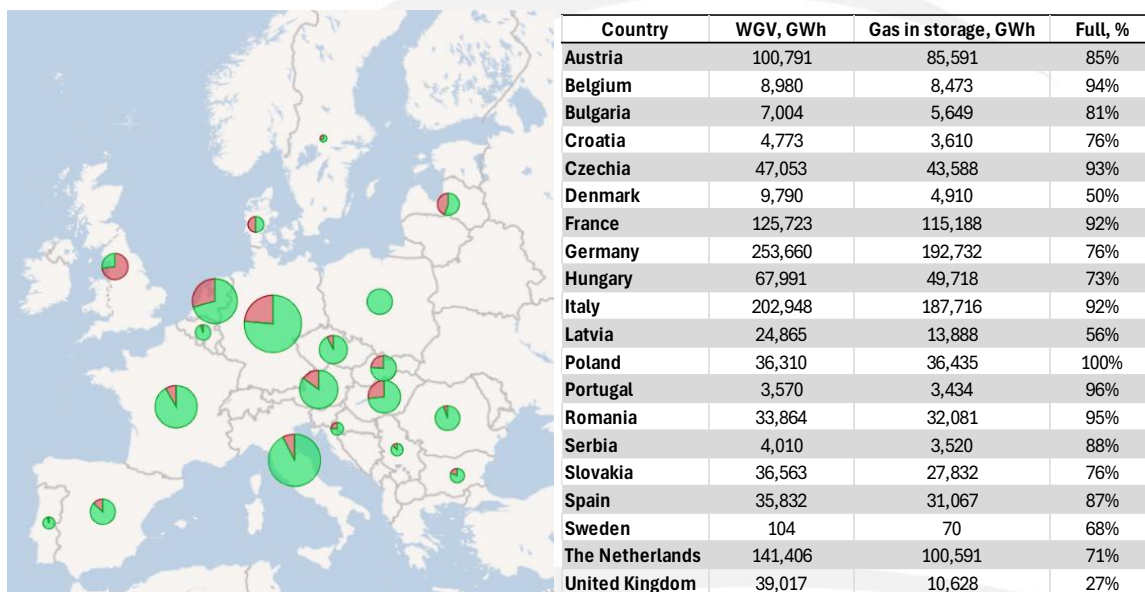 Country WGV, GWh Gas in storage, GWh Full, %
Austria 100,791 85,591 85%
Belgium 8,980 8,473 94%
Bulgaria 7,004 5,649 81%
Croatia 4,773 3,610 76%
Czechia 47,053 43,588 93%
Denmark 9,790 4,910 50%
France 125,723 115,188 92%
Germany 253,660 192,732 76%
Hungary 67,991 49,718 73%
Italy 202,948 187,716 92%
Latvia 24,865 13,888 56%
Poland 36,310 36,435 100%
Portugal 3,570 3,434 96%
Romania 33,864 32,081 95%
Serbia 4,010 3,520 88%
Slovakia 36,563 27,832 76%
Spain 35,832 31,067 87%
Sweden 104 70 68%
The Netherlands 141,406 100,591 71%
United Kingdom 39,017 10,628 27%